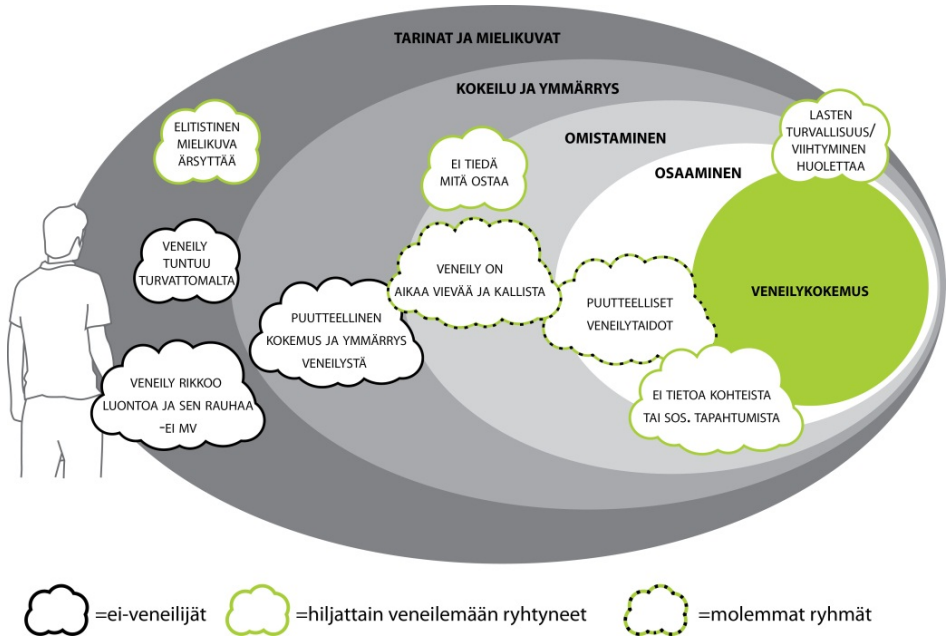 TARINAT JA MIELIKUVAT
KOKEILU JA YMMÄRRYS
OMISTAMINEN
OSAAMINEN
VENEILYKOKEMUS
ELITISTINEN
MIELIKUVA
ÄRSYTTÄÄ
VENEILY
TUNTUU
TURVATTOMALTA
VENEILY RIKKOO
LUONTOA JA SEN RAUHAA
-EI MV
PUUTTEELLINEN
KOKEMUS JA YMMÄRRYS
VENEILYSTÄ
EI TIEDÄ
MITÄ OSTAA
VENEILY ON
AIKAA VIEVÄÄ JA KALLISTA
PUUTTEELLISET
VENEILYTAIDOT
LASTEN
TURVALLISUUS/
VIIHTYMINEN
HUOLETTAA
EI TIETOA KOHTEISTA
TAI SOS. TAPAHTUMISTA
=ei-veneilijät
=hiljattain veneilemään ryhtyneet
=molemmat ryhmät